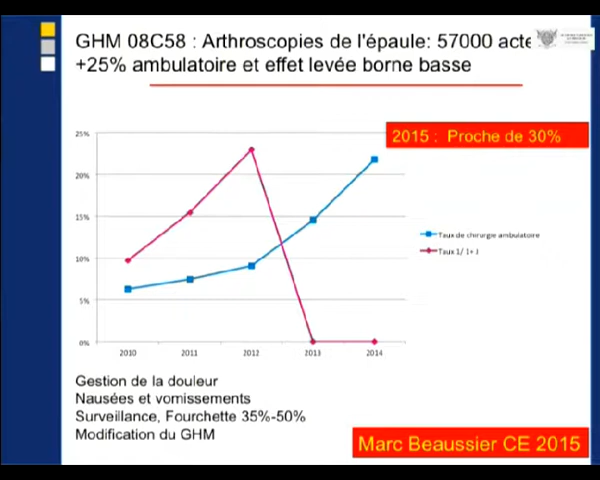 GHM 08C58 : Arthroscopies de l'épaule: 57000 acte
+25% ambulatoire et effet levée borne basse
2015 : Proche de 30%
25%
20%
15%
10%
5%
0%
2010 2011 2012 2013 2014
Taux de chirurgie ambulatoire
Taux 1/ 1+ J
Gestion de la douleur
Nausées et vomissements
Surveillance, Fourchette 35%-50%
Modification du GHM
Marc Beaussier CE 2015